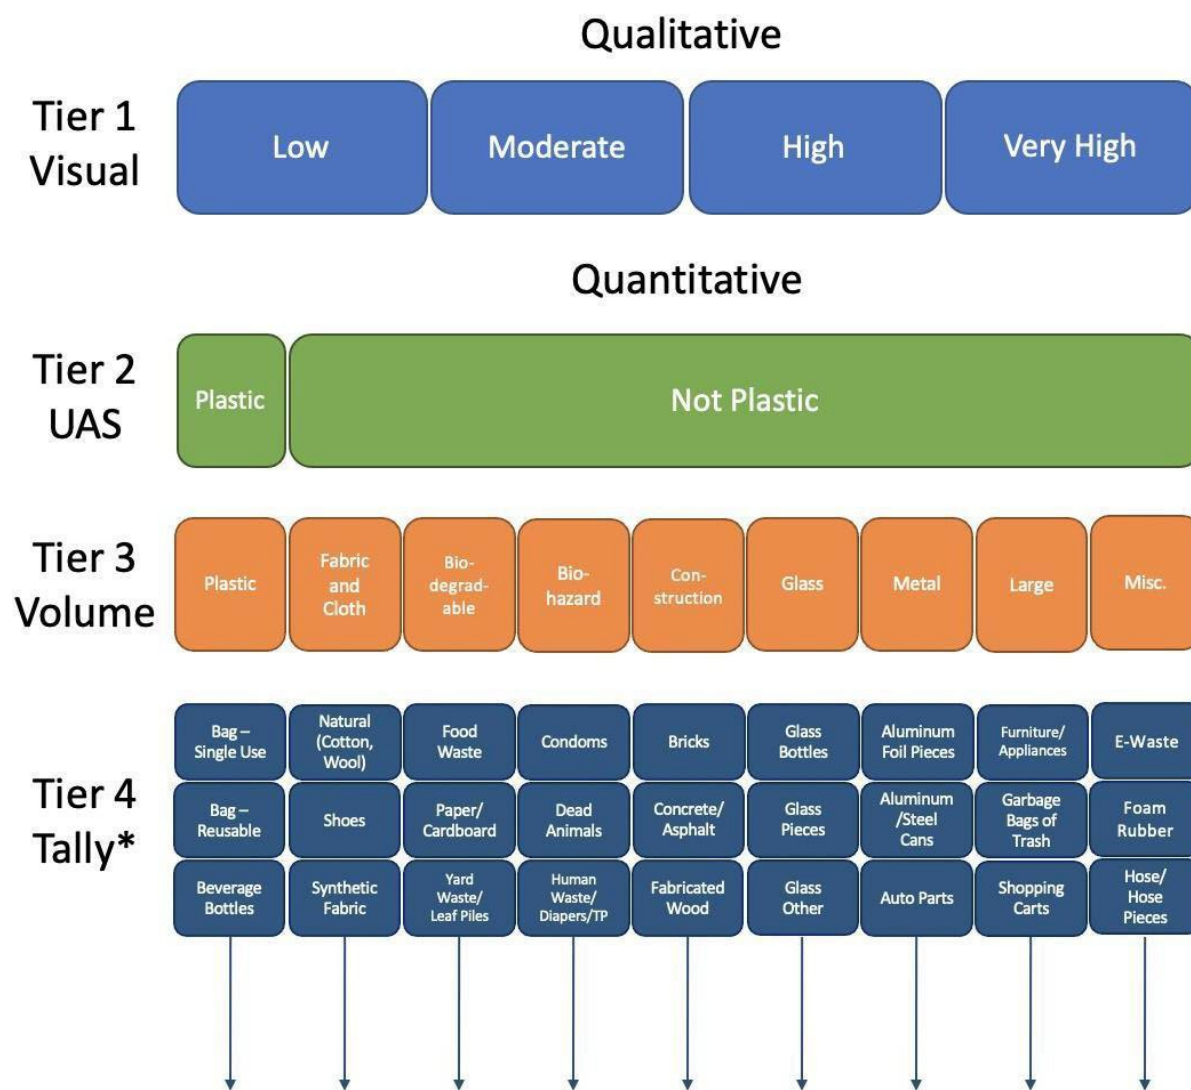 Qualitative
Tier 1
Visual
Low
Moderate
High
Very High
Quantitative
Tier 2
UAS
Plastic
Not Plastic
Tier 3
Volume
Plastic
Fabric
and
Cloth
Bio-
degrad-
able
Bio-
hazard
Con-
struction
Glass
Metal
Large
Misc.
Tier 4
Tally*
Bag –
Single Use
Natural
(Cotton,
Wool)
Food
Waste
Condoms
Bricks
Glass
Bottles
Aluminum
Foil Pieces
Furniture/
Appliances
E-Waste
Bag –
Reusable
Shoes
Paper/
Cardboard
Dead
Animals
Concrete/
Asphalt
Glass
Pieces
Aluminum
/Steel
Cans
Garbage
Bags of
Trash
Foam
Rubber
Beverage
Bottles
Synthetic
Fabric
Yard
Waste/
Leaf Piles
Human
Waste/
Diapers/TP
Fabricated
Wood
Glass
Other
Auto Parts
Shopping
Carts
Hose/
Hose
Pieces